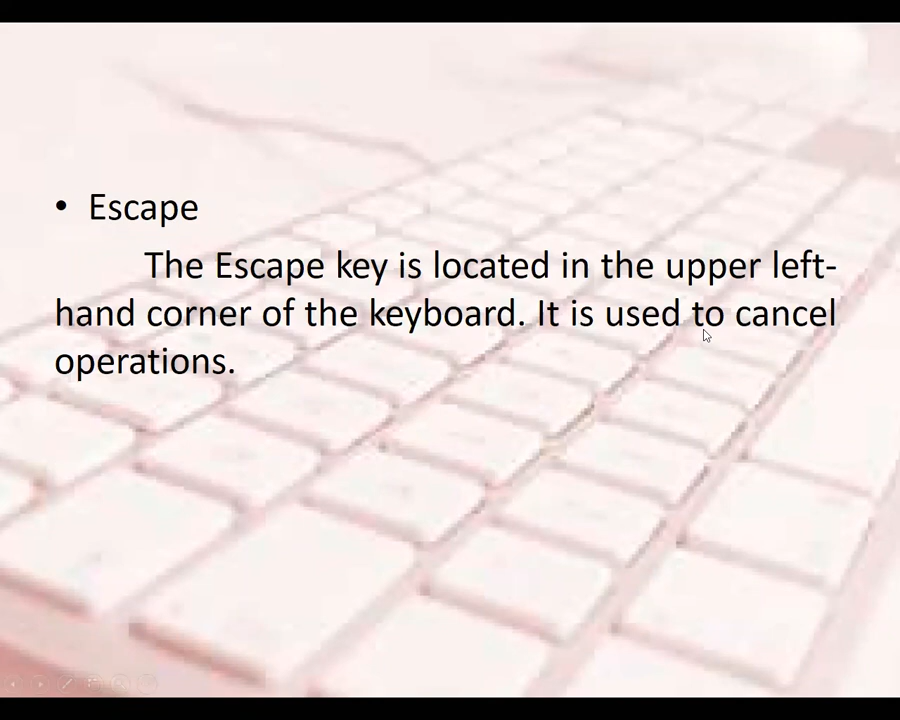 • Escape
The Escape key is located in the upper left-
hand corner of the keyboard. It is used to cancel
operations.